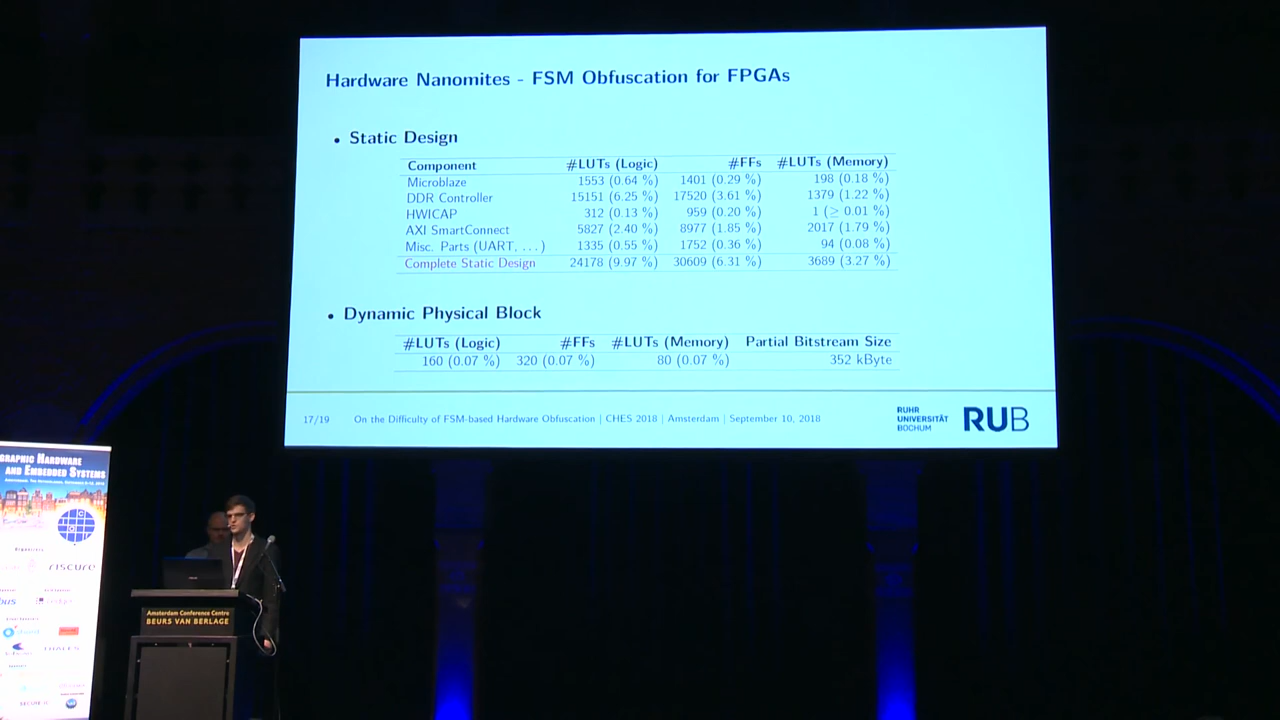 Hardware Nanomites - FSM Obfuscation for FPGAs
• Static Design
Component #LUTs (Logic) #FFs #LUTs (Memory)
Microblaze 1553 (0.64 %) 1401 (0.29 %) 198 (0.18 %)
DDR Controller 15151 (6.25 %) 17520 (3.61 %) 1379 (1.22 %)
HWICAP 312 (0.13 %) 959 (0.20 %) 1 (≥ 0.01 %)
AXI SmartConnect 5827 (2.40 %) 8977 (1.85 %) 2017 (1.79 %)
Misc. Parts (UART, ...) 1335 (0.55 %) 1752 (0.36 %) 94 (0.08 %)
Complete Static Design 24178 (9.97 %) 30609 (6.31 %) 3689 (3.27 %)
• Dynamic Physical Block
#LUTs (Logic) #FFs #LUTs (Memory) Partial Bitstream Size
160 (0.07 %) 320 (0.07 %) 80 (0.07 %) 352 kByte
17/19 On the Difficulty of FSM-based Hardware Obfuscation | CHES 2018 | Amsterdam | September 10, 2018
RUHR
UNIVERSITÄT
BOCHUM
RUB
GRAPHIC HARDWARE
AND EMBEDDED SYSTEMS
riscure
THALES
Amsterdam Conference Centre
BEURS VAN BERLAGE